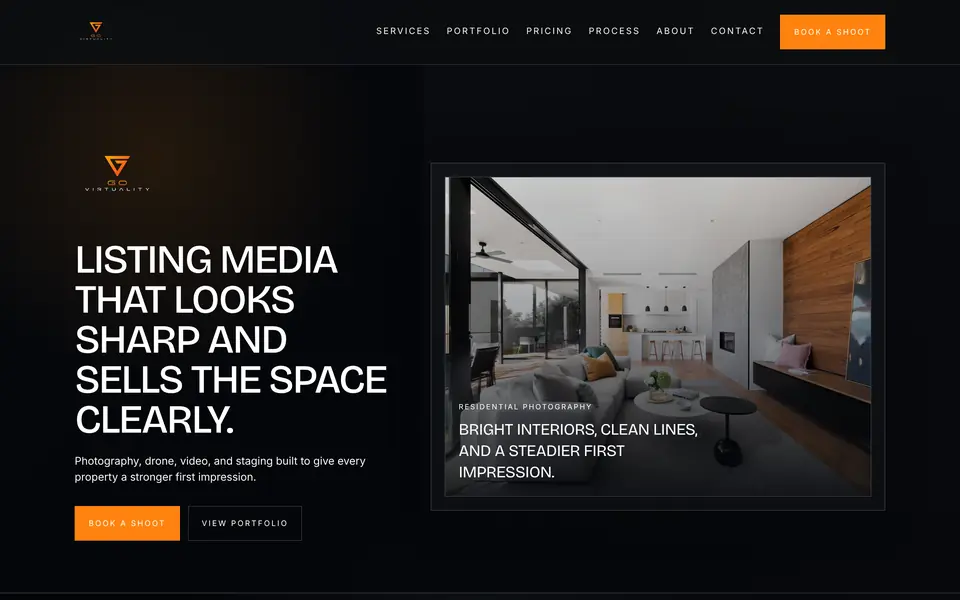 GO
VIRTUALITY
SERVICES
PORTFOLIO
PRICING
PROCESS
ABOUT
CONTACT
BOOK A SHOOT
GO
VIRTUALITY
LISTING MEDIA
THAT LOOKS
SHARP AND
SELLS THE SPACE
CLEARLY.
Photography, drone, video, and staging built to give every
property a stronger first impression.
BOOK A SHOOT
VIEW PORTFOLIO
RESIDENTIAL PHOTOGRAPHY
BRIGHT INTERIORS, CLEAN LINES,
AND A STEADIER FIRST
IMPRESSION.